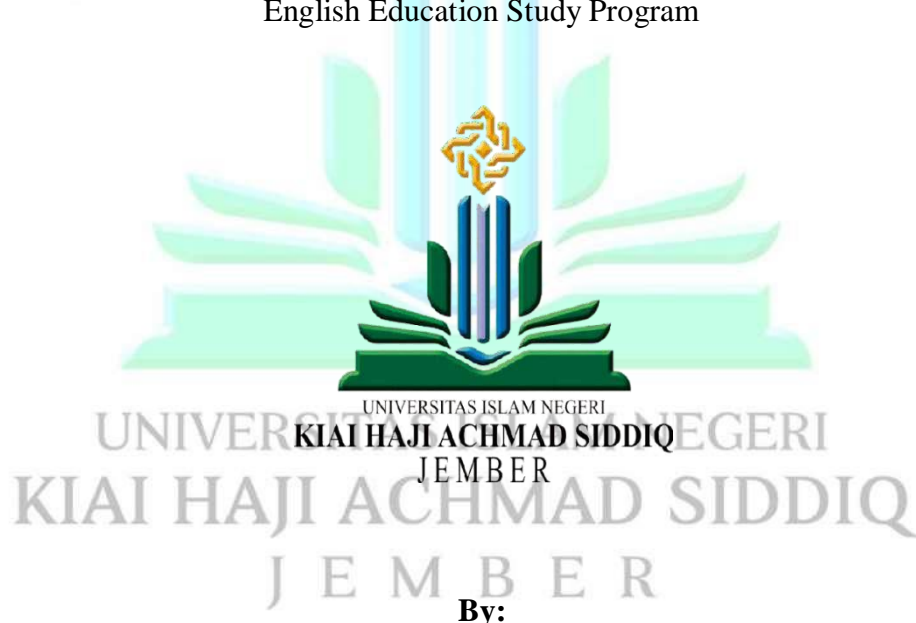 English Education Study Program
UNIVERSITAS ISLAM NEGERI
KIAI HAJI ACHMAD SIDDIQ
JEMBER
UNIVERSITAS ISLAM NEGERI
KIAI HAJI ACHMAD SIDDIQ
JEMBER
By: